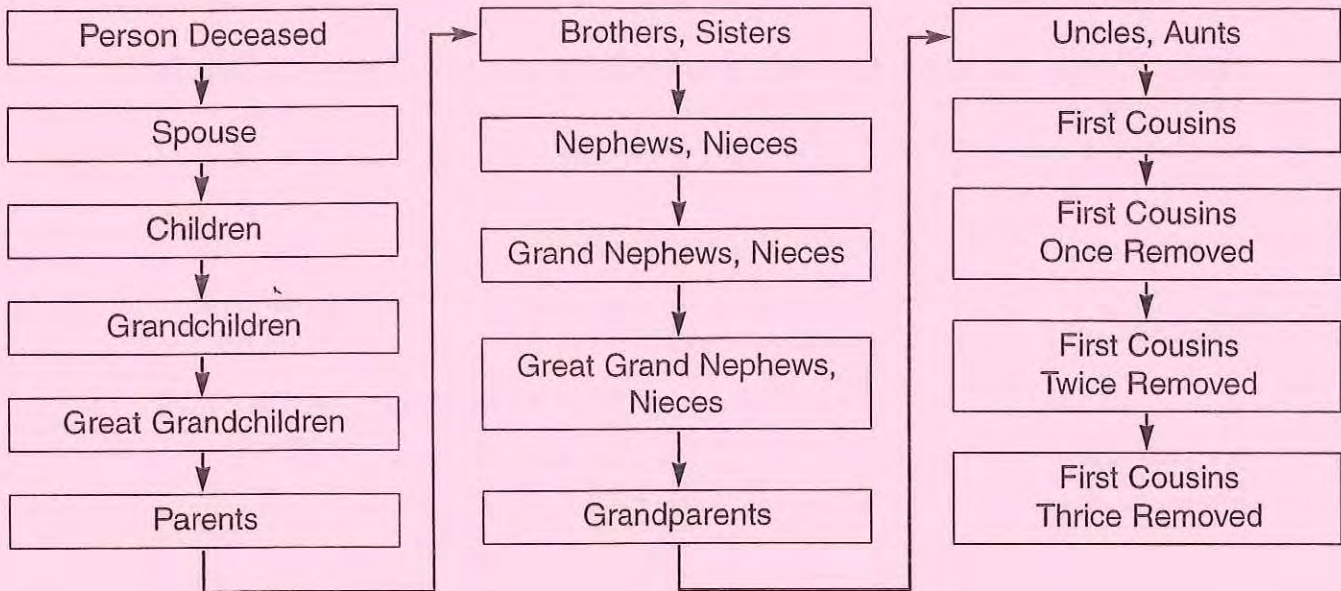 Person Deceased
Spouse
Children
Grandchildren
Great Grandchildren
Parents
Brothers, Sisters
Nephews, Nieces
Grand Nephews, Nieces
Great Grand Nephews,
Nieces
Grandparents
Uncles, Aunts
First Cousins
First Cousins
Once Removed
First Cousins
Twice Removed
First Cousins
Thrice Removed